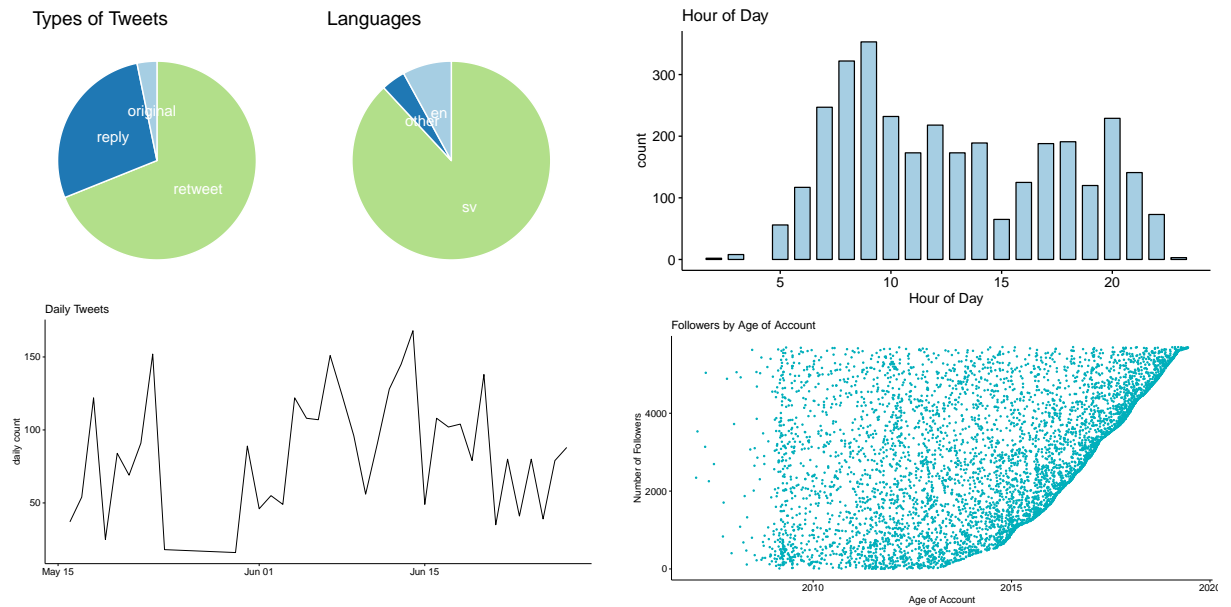 Types of Tweets
original
reply
retweet
Languages
en
other
sv
Hour of Day
count
300
200
100
0
5
10
15
20
Hour of Day
Daily Tweets
daily count
150
100
50
May 15
Jun 01
Jun 15
Followers by Age of Account
Number of Followers
4000
2000
0
2010
2015
2020
Age of Account